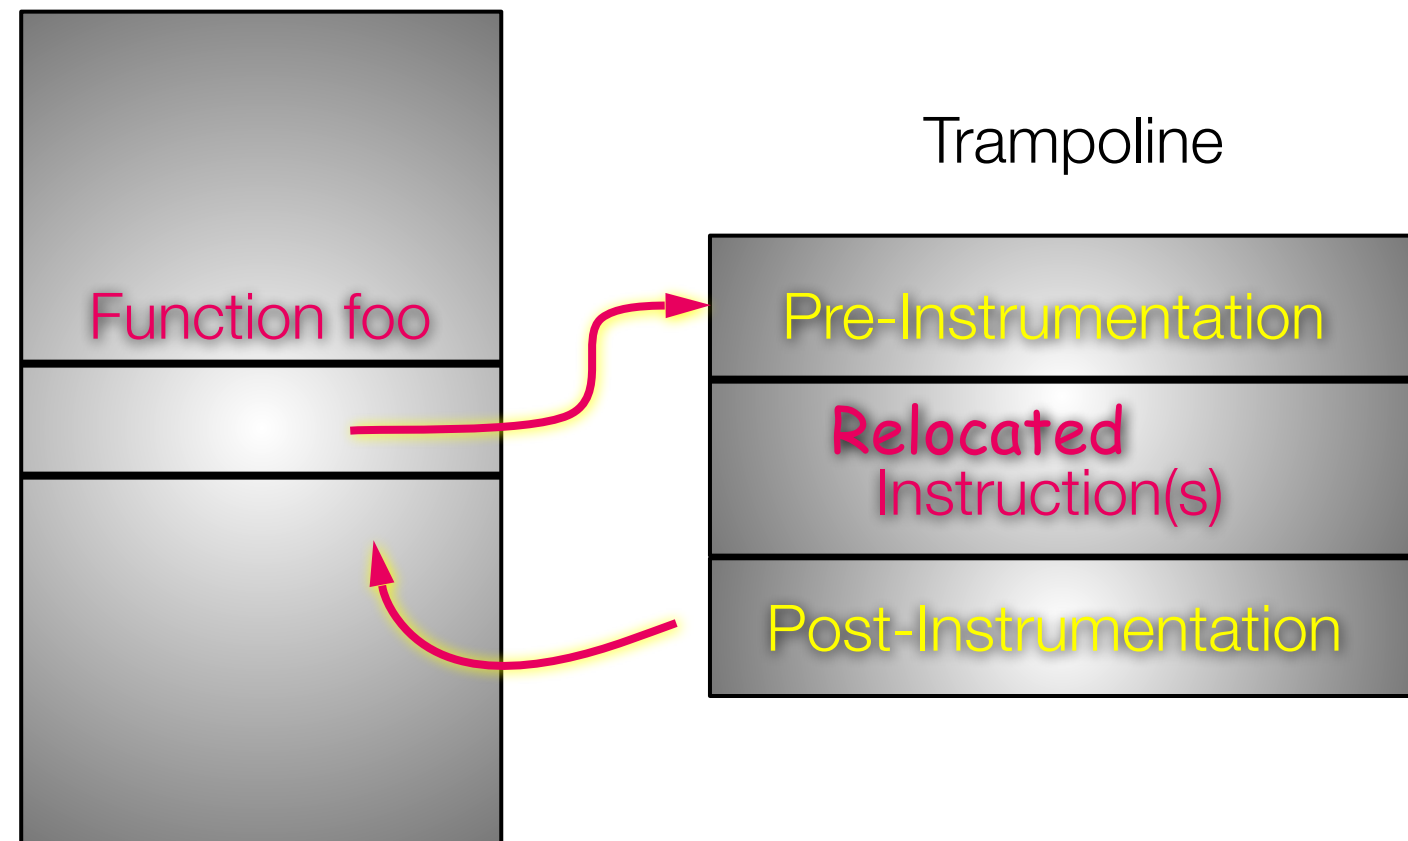 Trampoline
Function foo
Pre-Instrumentation
Relocated
Instruction(s)
Post-Instrumentation